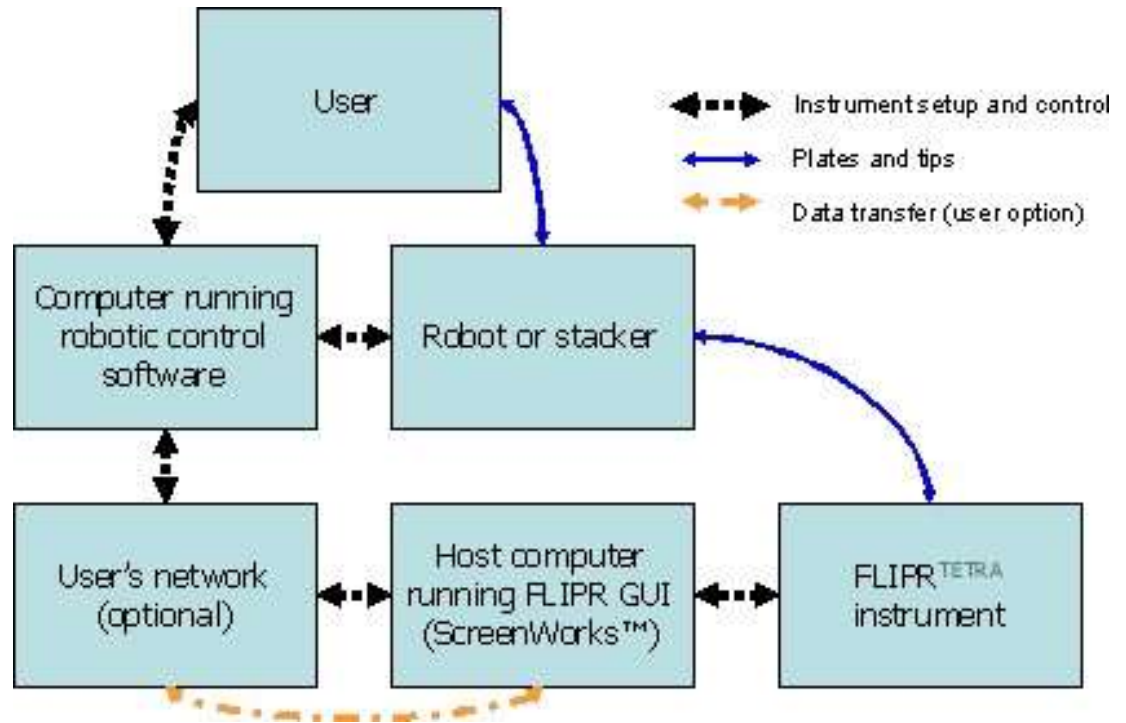 User
Instrument setup and control
Plates and tips
Data transfer (user option)
Computer running
robotic control
software
Robot or stacker
User's network
(optional)
Host computer
running FLIPR GUI
(ScreenWorks™)
FLIPR TETRA
instrument